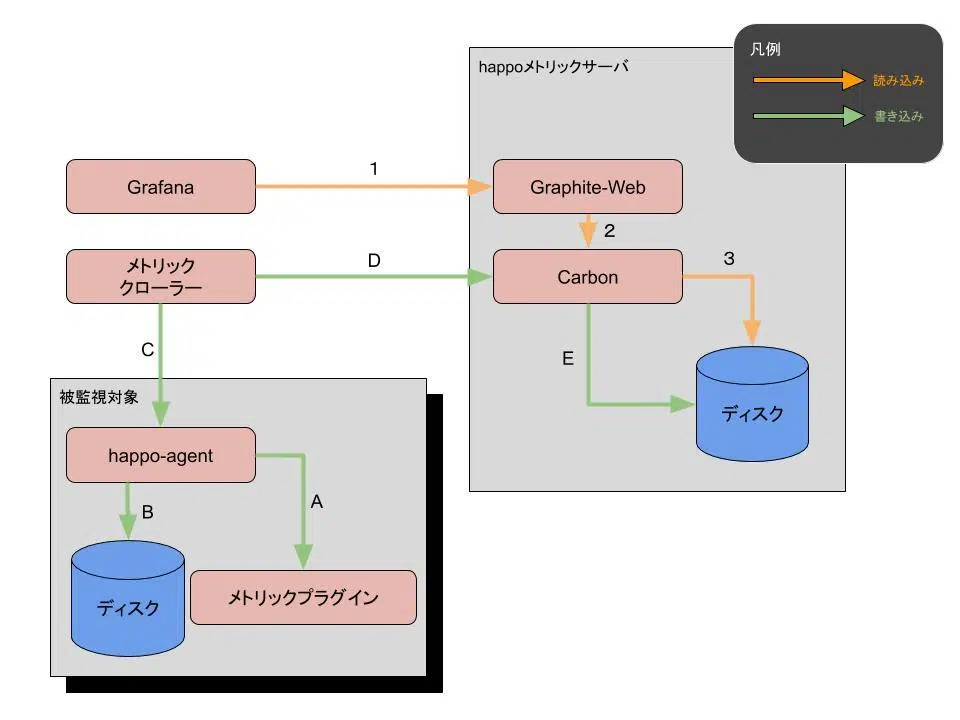 凡例
読み込み
書き込み
happoメトリックサーバ
Grafana
1
Graphite-Web
2
メトリック
クローラー
D
Carbon
3
C
E
ディスク
被監視対象
happo-agent
B
A
ディスク
メトリックプラグイン